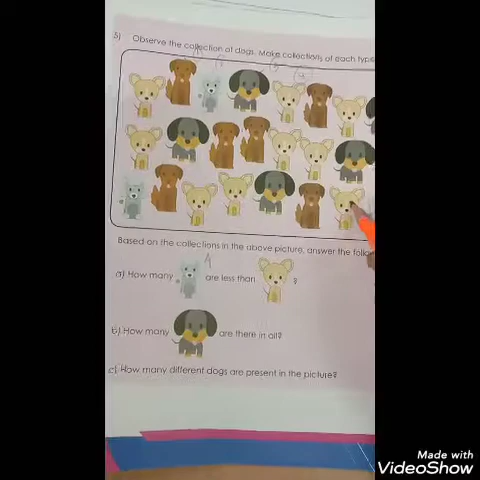 5) Observe the collection of dogs. Make collections of each type
Based on the collections in the above picture, answer the follo
a) How many are less than ?
b) How many are there in all?
c) How many different dogs are present in the picture?
Made with
VideoShow